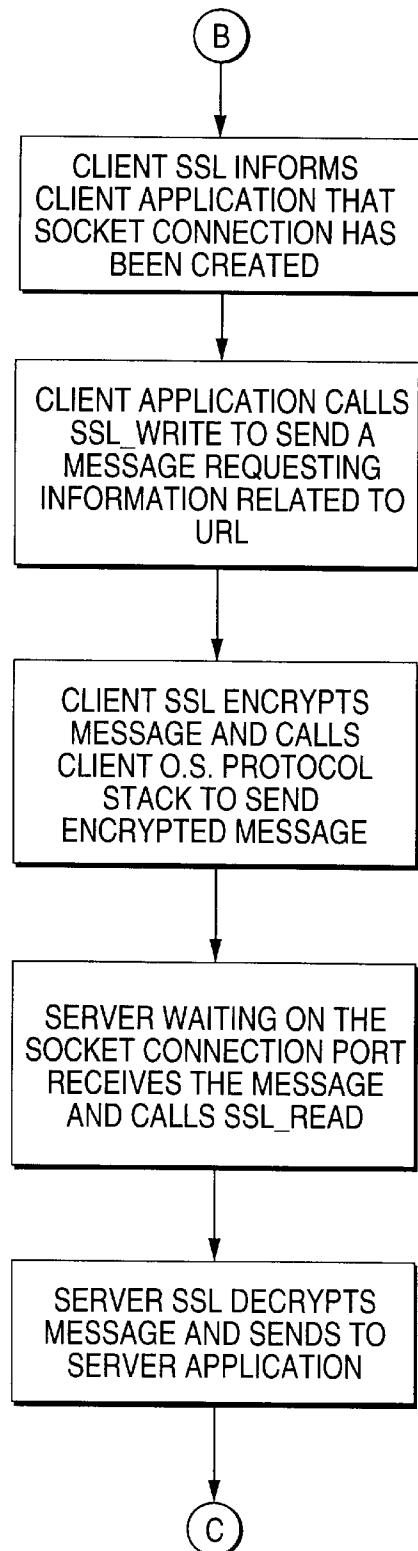 B
CLIENT SSL INFORMS
CLIENT APPLICATION THAT
SOCKET CONNECTION HAS
BEEN CREATED
CLIENT APPLICATION CALLS
SSL_WRITE TO SEND A
MESSAGE REQUESTING
INFORMATION RELATED TO
URL
CLIENT SSL ENCRYPTS
MESSAGE AND CALLS
CLIENT O.S. PROTOCOL
STACK TO SEND
ENCRYPTED MESSAGE
SERVER WAITING ON THE
SOCKET CONNECTION PORT
RECEIVES THE MESSAGE
AND CALLS SSL_READ
SERVER SSL DECRYPTS
MESSAGE AND SENDS TO
SERVER APPLICATION
C